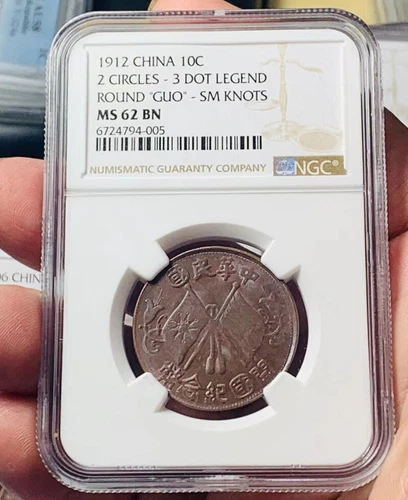 1912 CHINA 10C
2 CIRCLES - 3 DOT LEGEND
ROUND "GUO" - SM KNOTS
MS 62 BN
6724794-005
NUMISMATIC GUARANTY COMPANY NGC®
中華民國
開國紀念幣